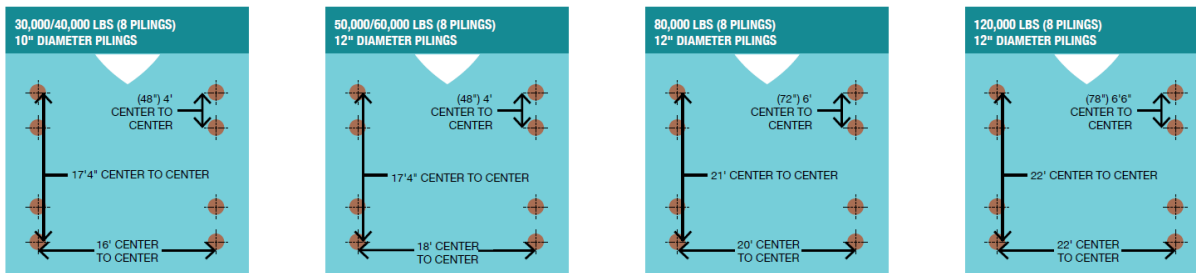 30,000/40,000 LBS (8 PILINGS)
10" DIAMETER PILINGS
(48") 4'
CENTER TO
CENTER
17'4" CENTER TO CENTER
16' CENTER
TO CENTER
50,000/60,000 LBS (8 PILINGS)
12" DIAMETER PILINGS
(48") 4'
CENTER TO
CENTER
17'4" CENTER TO CENTER
18' CENTER
TO CENTER
80,000 LBS (8 PILINGS)
12" DIAMETER PILINGS
(72") 6'
CENTER TO
CENTER
21' CENTER TO CENTER
20' CENTER
TO CENTER
120,000 LBS (8 PILINGS)
12" DIAMETER PILINGS
(78") 6'6"
CENTER TO
CENTER
22' CENTER TO CENTER
22' CENTER
TO CENTER